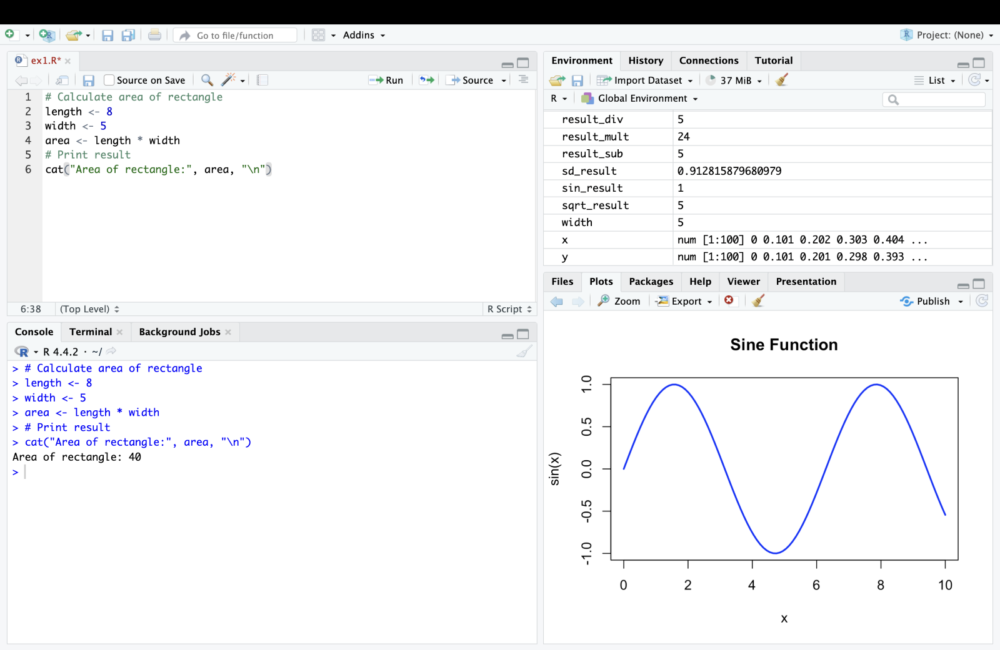 Go to file/function
Addins
Project: (None)
ex1.R*
Source on Save
Run
Source
1 # Calculate area of rectangle
2 length <- 8
3 width <- 5
4 area <- length * width
5 # Print result
6 cat("Area of rectangle:", area, "\n")
6:38 (Top Level) R Script
Console Terminal Background Jobs
R 4.4.2 · ~/
> # Calculate area of rectangle
> length <- 8
> width <- 5
> area <- length * width
> # Print result
> cat("Area of rectangle:", area, "\n")
Area of rectangle: 40
>
Environment History Connections Tutorial
Import Dataset 37 MiB List
R Global Environment
result_div 5
result_mult 24
result_sub 5
sd_result 0.912815879680979
sin_result 1
sqrt_result 5
width 5
x num [1:100] 0 0.101 0.202 0.303 0.404 ...
y num [1:100] 0 0.101 0.201 0.298 0.393 ...
Files Plots Packages Help Viewer Presentation
Zoom Export Publish
Sine Function
sin(x)
1.0
0.5
0.0
-0.5
-1.0
0 2 4 6 8 10
x